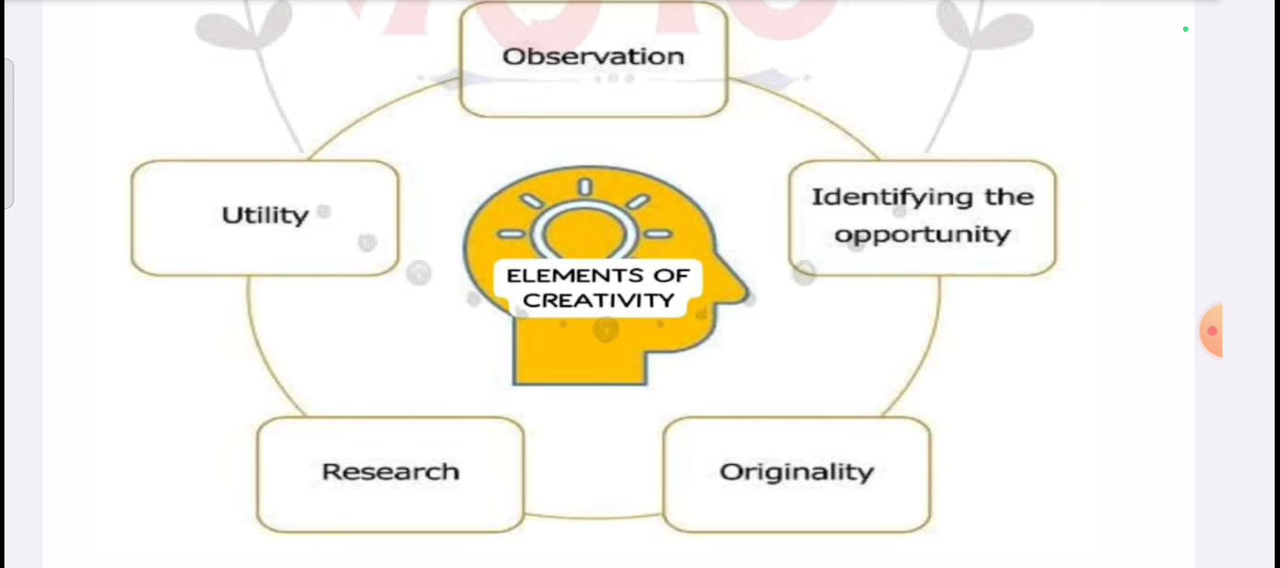 Observation
Identifying the
opportunity
Utility
ELEMENTS OF
CREATIVITY
Research
Originality